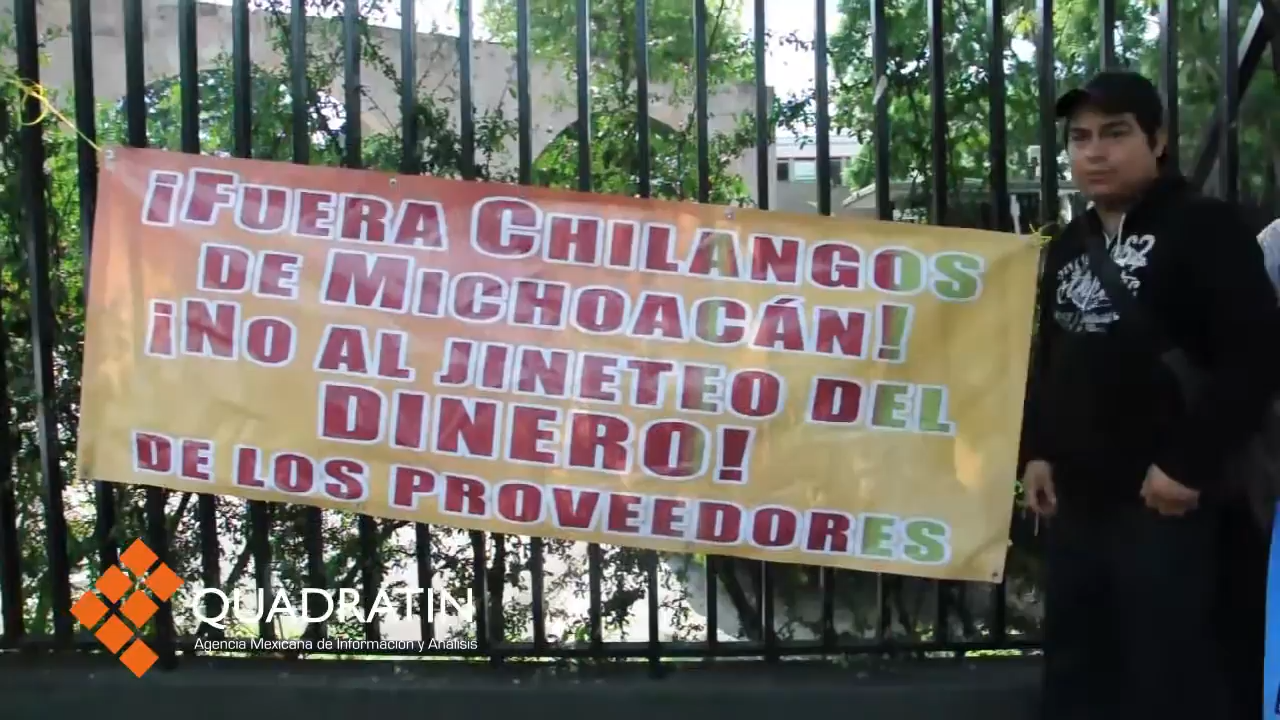 ¡FUERA CHILANGOS
DE MICHOACÁN!
¡NO AL JINETEO DEL
DINERO!
DE LOS PROVEEDORES
QUADRATIN
Agencia Mexicana de Información y Análisis